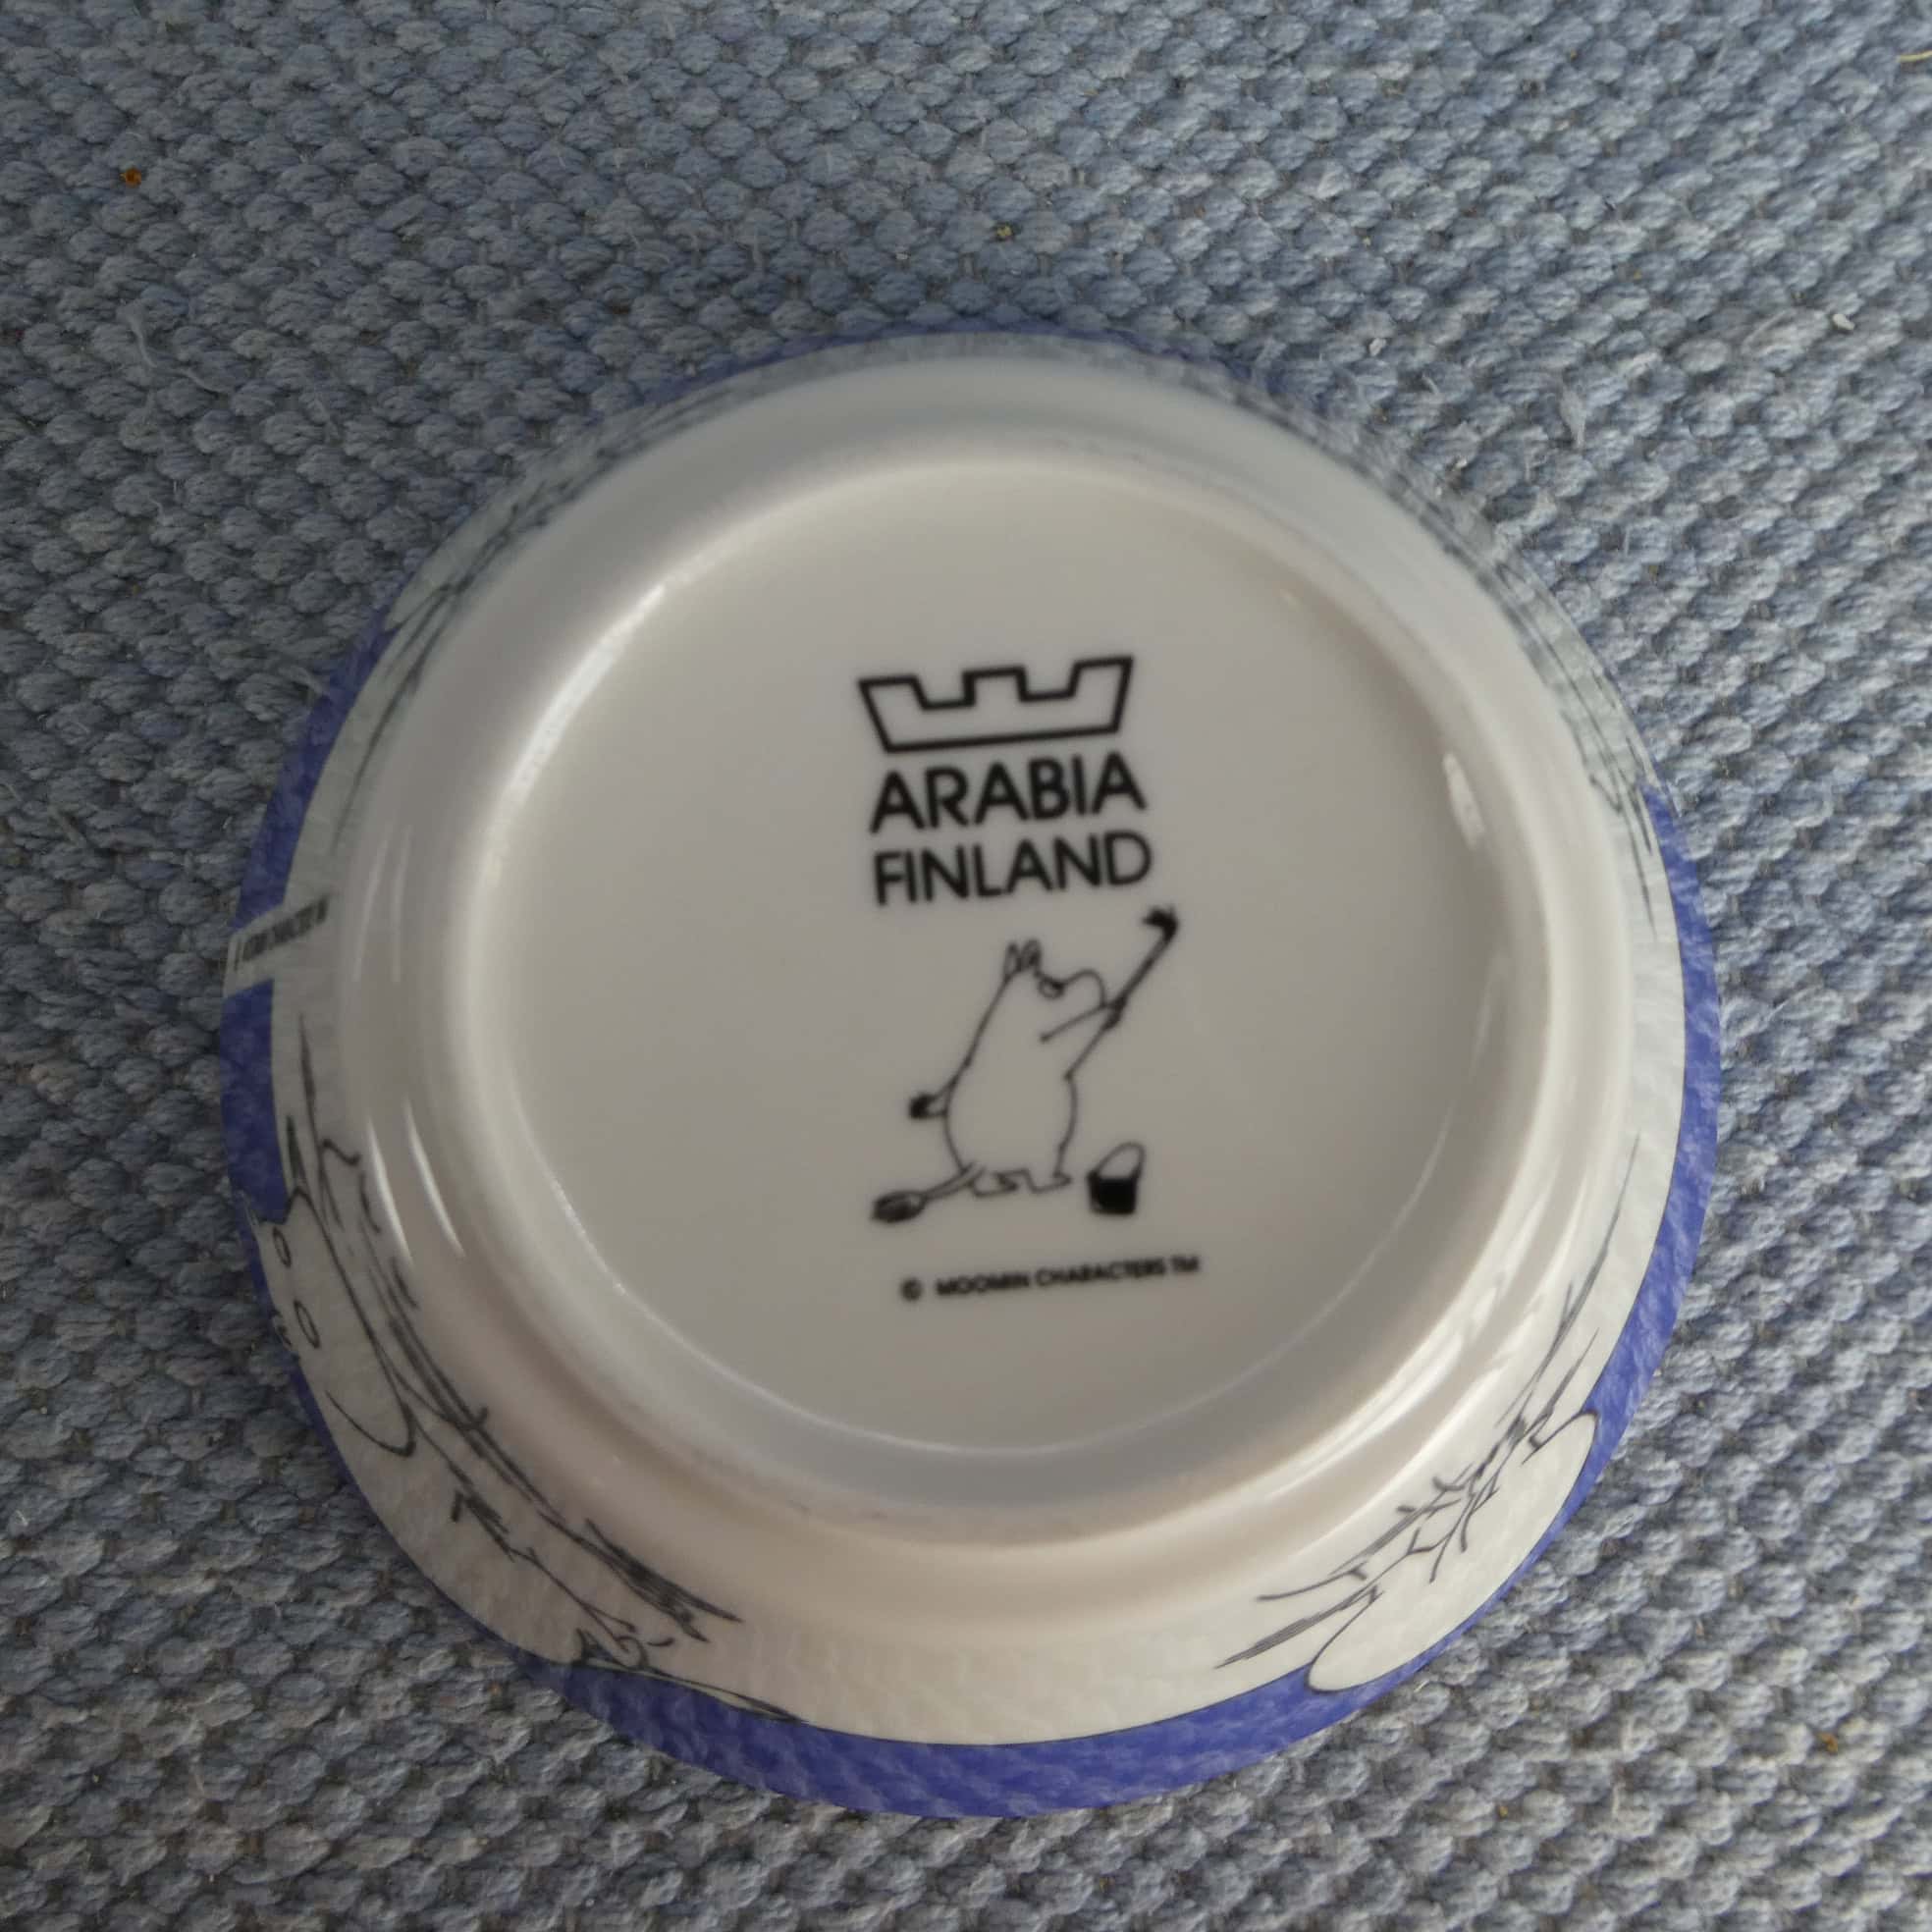 ARABIA
FINLAND
© MOOMIN CHARACTERS TM